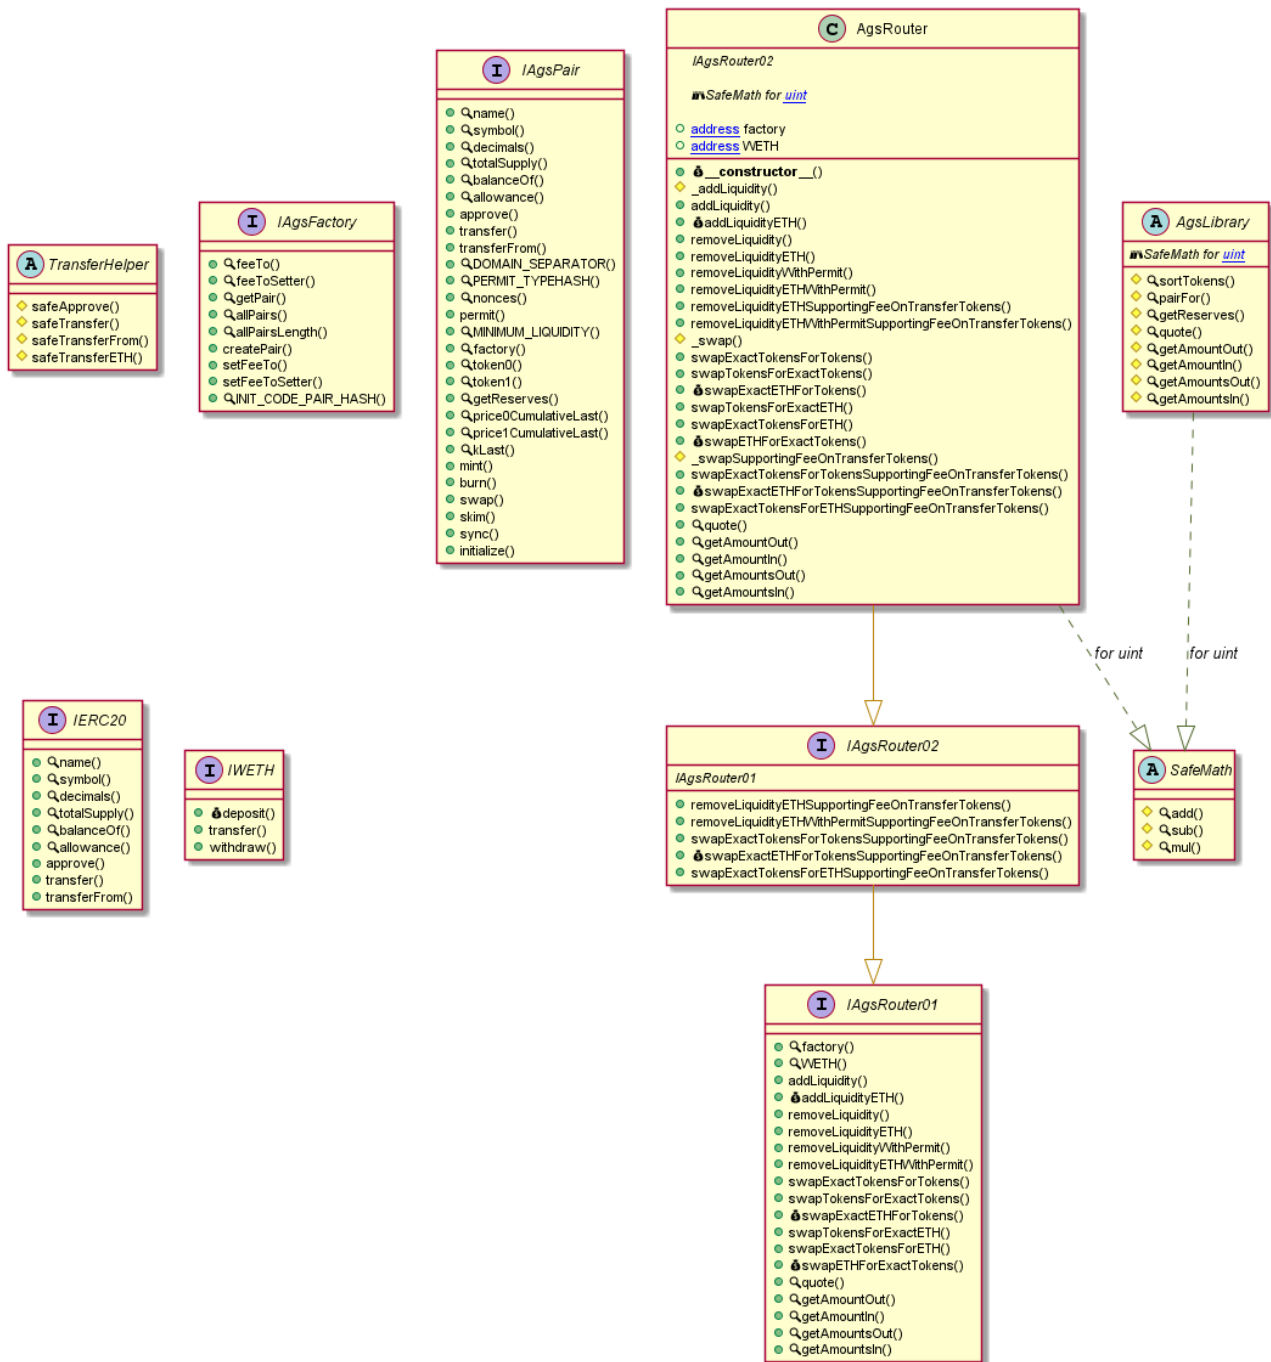 A TransferHelper
safeApprove()
safeTransfer()
safeTransferFrom()
safeTransferETH()
I IAgsFactory
feeTo()
feeToSetter()
getPair()
allPairs()
allPairsLength()
createPair()
setFeeTo()
setFeeToSetter()
INIT_CODE_PAIR_HASH()
I IAgsPair
name()
symbol()
decimals()
totalSupply()
balanceOf()
allowance()
approve()
transfer()
transferFrom()
DOMAIN_SEPARATOR()
PERMIT_TYPEHASH()
nonces()
permit()
MINIMUM_LIQUIDITY()
factory()
token0()
token1()
getReserves()
price0CumulativeLast()
price1CumulativeLast()
kLast()
mint()
burn()
swap()
skim()
sync()
initialize()
C AgsRouter
IAgsRouter02
SafeMath for uint
address factory
address WETH
__constructor__()
_addLiquidity()
addLiquidity()
addLiquidityETH()
removeLiquidity()
removeLiquidityETH()
removeLiquidityWithPermit()
removeLiquidityETHWithPermit()
removeLiquidityETHSupportingFeeOnTransferTokens()
removeLiquidityETHWithPermitSupportingFeeOnTransferTokens()
_swap()
swapExactTokensForTokens()
swapTokensForExactTokens()
swapExactETHForTokens()
swapTokensForExactETH()
swapExactTokensForETH()
swapETHForExactTokens()
_swapSupportingFeeOnTransferTokens()
swapExactTokensForTokensSupportingFeeOnTransferTokens()
swapExactETHForTokensSupportingFeeOnTransferTokens()
swapExactTokensForETHSupportingFeeOnTransferTokens()
quote()
getAmountOut()
getAmountIn()
getAmountsOut()
getAmountsIn()
A AgsLibrary
SafeMath for uint
sortTokens()
pairFor()
getReserves()
quote()
getAmountOut()
getAmountIn()
getAmountsOut()
getAmountsIn()
for uint
for uint
I IERC20
name()
symbol()
decimals()
totalSupply()
balanceOf()
allowance()
approve()
transfer()
transferFrom()
I IWETH
deposit()
transfer()
withdraw()
I IAgsRouter02
IAgsRouter01
removeLiquidityETHSupportingFeeOnTransferTokens()
removeLiquidityETHWithPermitSupportingFeeOnTransferTokens()
swapExactTokensForTokensSupportingFeeOnTransferTokens()
swapExactETHForTokensSupportingFeeOnTransferTokens()
swapExactTokensForETHSupportingFeeOnTransferTokens()
A SafeMath
add()
sub()
mul()
I IAgsRouter01
factory()
WETH()
addLiquidity()
addLiquidityETH()
removeLiquidity()
removeLiquidityETH()
removeLiquidityWithPermit()
removeLiquidityETHWithPermit()
swapExactTokensForTokens()
swapTokensForExactTokens()
swapExactETHForTokens()
swapTokensForExactETH()
swapExactTokensForETH()
swapETHForExactTokens()
quote()
getAmountOut()
getAmountIn()
getAmountsOut()
getAmountsIn()